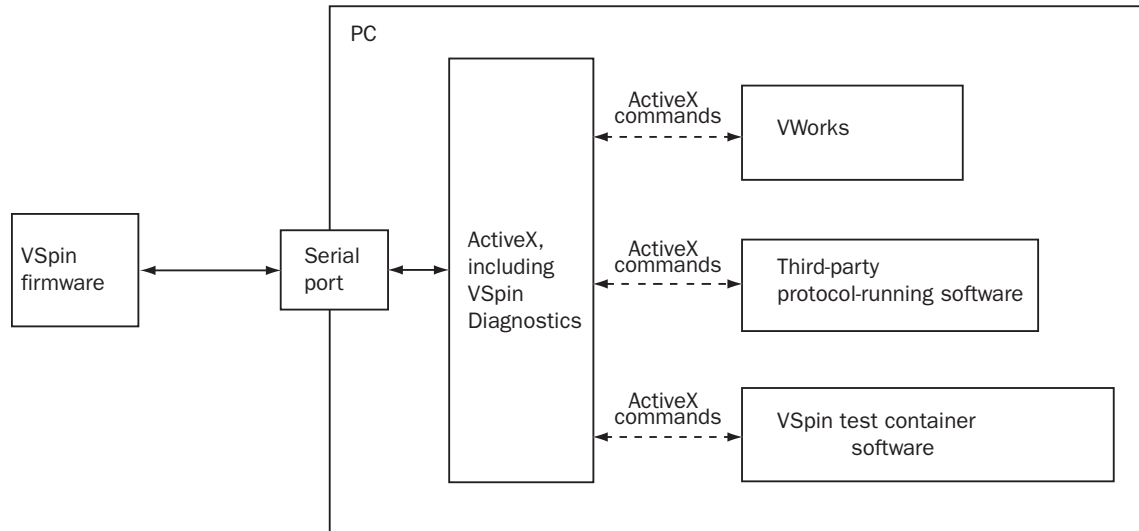 PC
VSpin
firmware
Serial
port
ActiveX,
including
VSpin
Diagnostics
ActiveX
commands
VWorks
ActiveX
commands
Third-party
protocol-running software
ActiveX
commands
VSpin test container
software